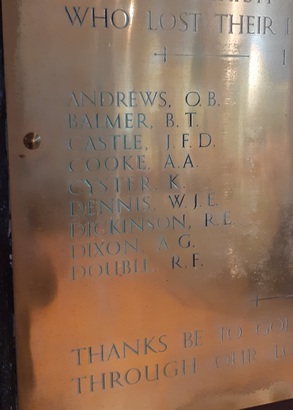 WHO LOST THEIR
ANDREWS, O.B.
BALMER, B.T.
CASTLE, J.F.D.
COOKE, A.A.
CYSTER, K.
DENNIS, W.J.E.
DICKINSON, R.E.
DIXON, A.G.
DOUBLE, R.F.
THANKS BE TO GOD
THROUGH OUR